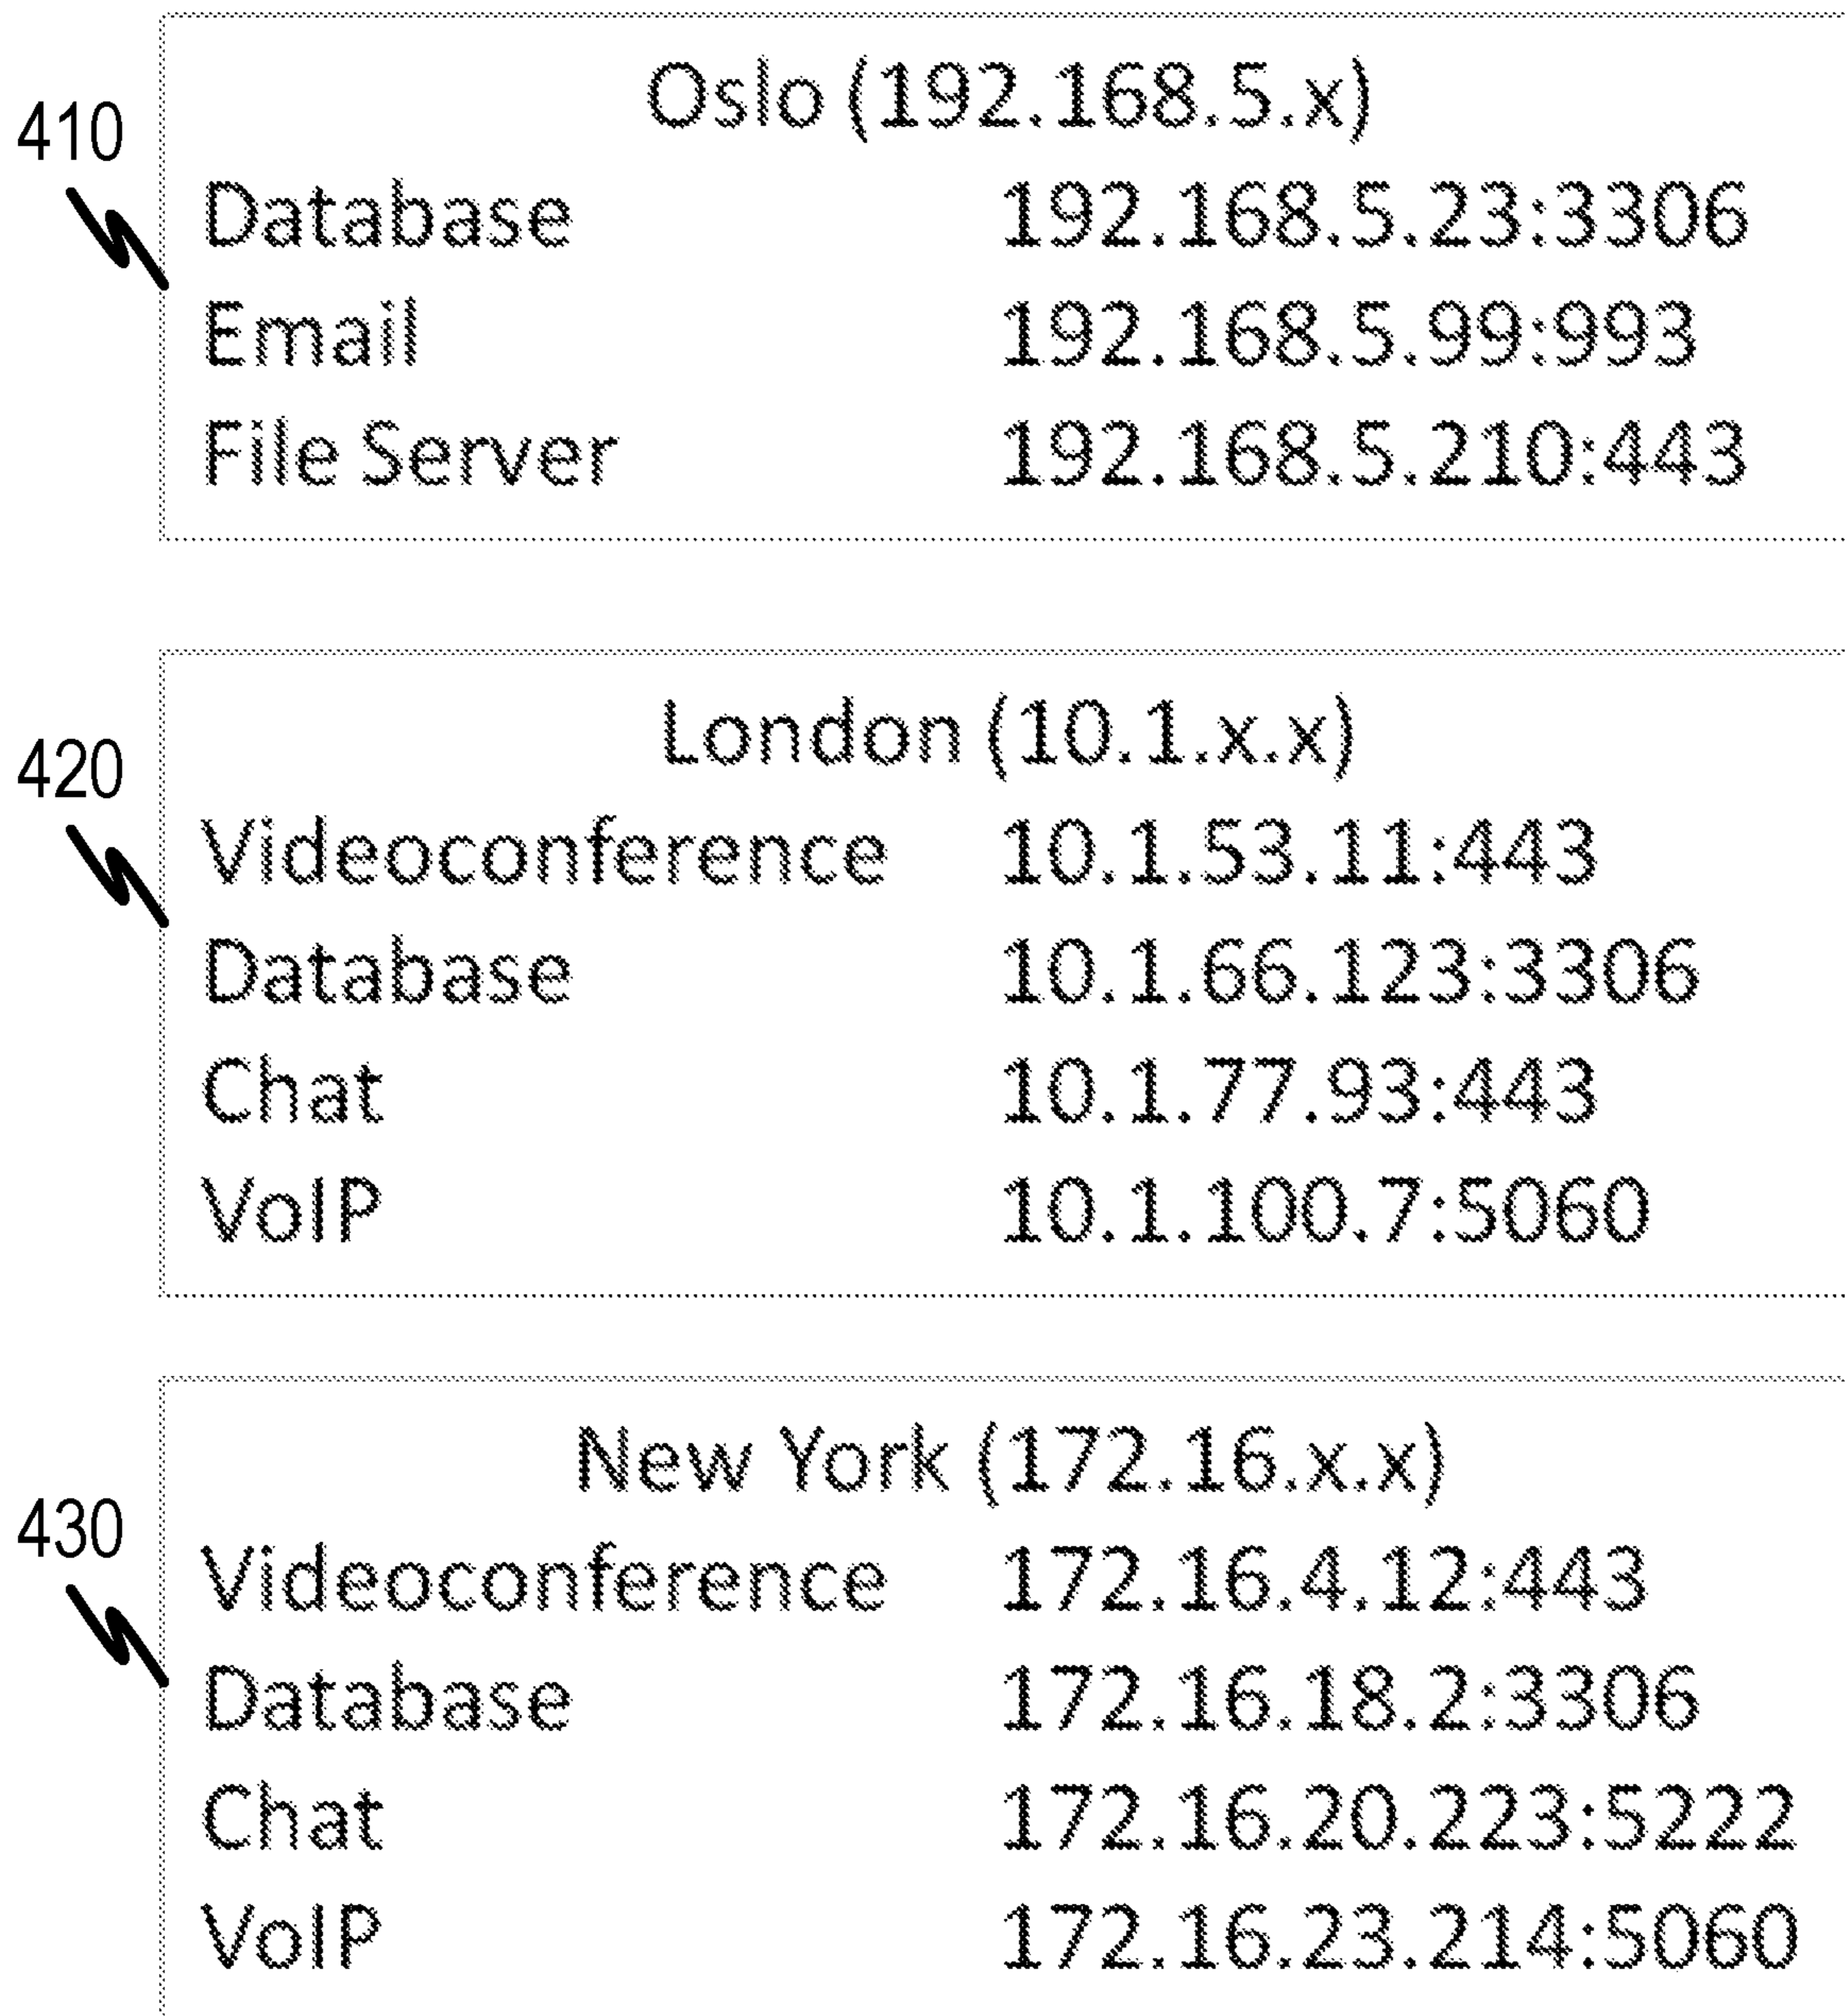 Oslo (192.168.5.x)
410
Database 192.168.5.23:3306
Email 192.168.5.99:993
File Server 192.168.5.210:443
London (10.1.x.x)
420
Videoconference 10.1.53.11:443
Database 10.1.66.123:3306
Chat 10.1.77.93:443
VoIP 10.1.100.7:5060
New York (172.16.x.x)
430
Videoconference 172.16.4.12:443
Database 172.16.18.2:3306
Chat 172.16.20.223:5222
VoIP 172.16.23.214:5060